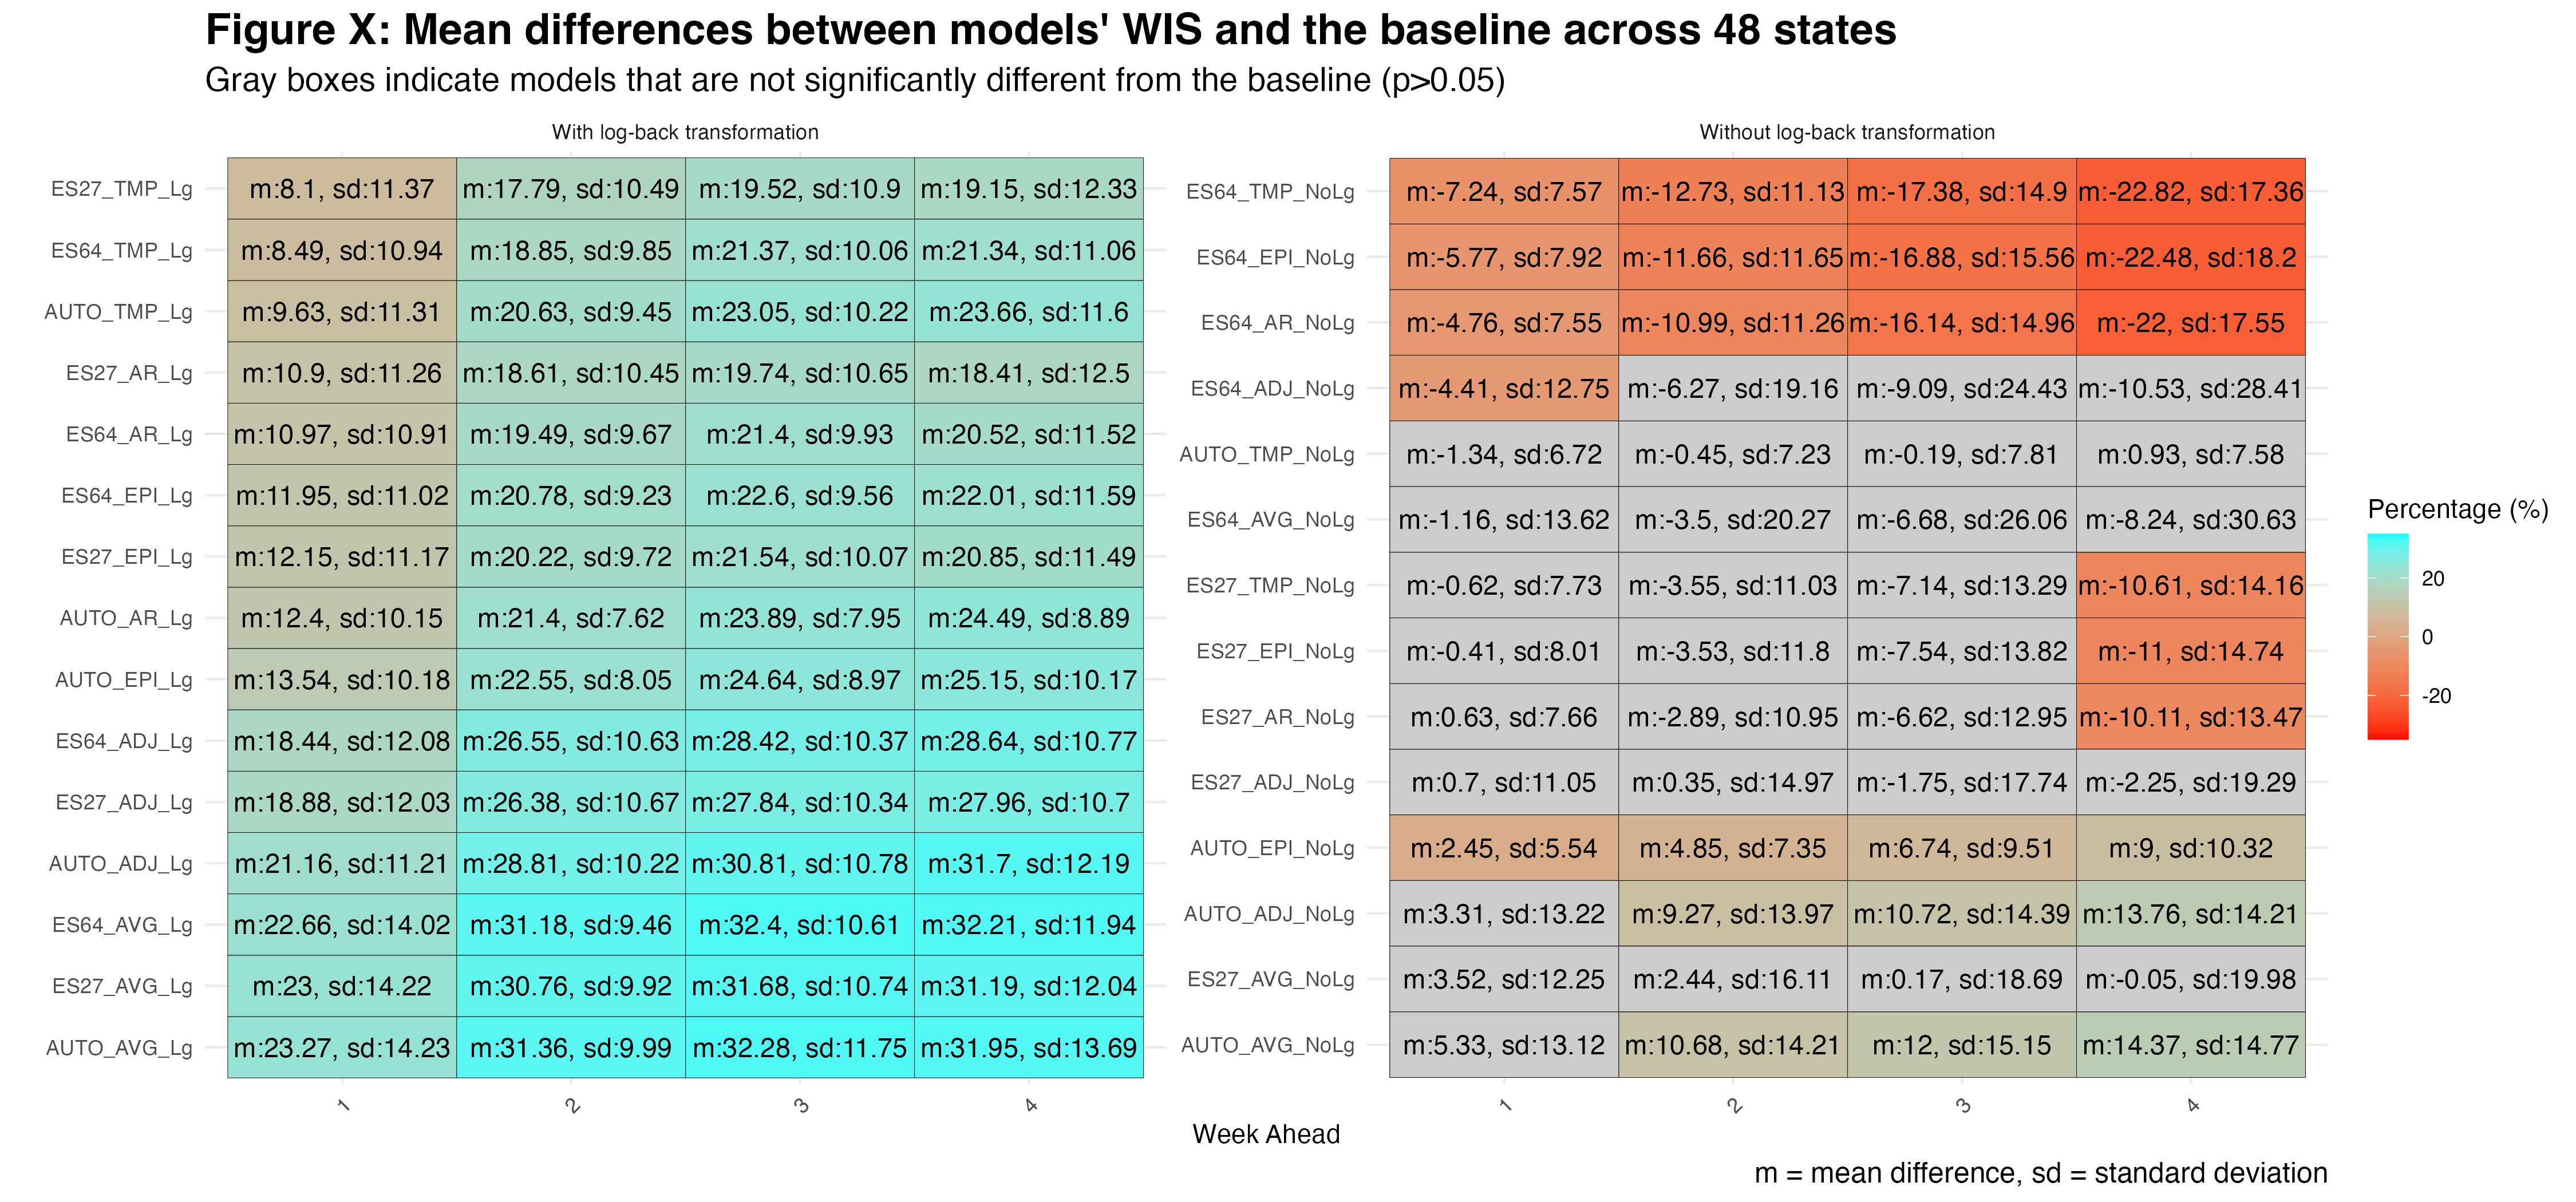 Figure X: Mean differences between models' WIS and the baseline across 48 states
Gray boxes indicate models that are not significantly different from the baseline (p>0.05)
With log-back transformation
ES27_TMP_Lg m:8.1, sd:11.37 m:17.79, sd:10.49 m:19.52, sd:10.9 m:19.15, sd:12.33
ES64_TMP_Lg m:8.49, sd:10.94 m:18.85, sd:9.85 m:21.37, sd:10.06 m:21.34, sd:11.06
AUTO_TMP_Lg m:9.63, sd:11.31 m:20.63, sd:9.45 m:23.05, sd:10.22 m:23.66, sd:11.6
ES27_AR_Lg m:10.9, sd:11.26 m:18.61, sd:10.45 m:19.74, sd:10.65 m:18.41, sd:12.5
ES64_AR_Lg m:10.97, sd:10.91 m:19.49, sd:9.67 m:21.4, sd:9.93 m:20.52, sd:11.52
ES64_EPI_Lg m:11.95, sd:11.02 m:20.78, sd:9.23 m:22.6, sd:9.56 m:22.01, sd:11.59
ES27_EPI_Lg m:12.15, sd:11.17 m:20.22, sd:9.72 m:21.54, sd:10.07 m:20.85, sd:11.49
AUTO_AR_Lg m:12.4, sd:10.15 m:21.4, sd:7.62 m:23.89, sd:7.95 m:24.49, sd:8.89
AUTO_EPI_Lg m:13.54, sd:10.18 m:22.55, sd:8.05 m:24.64, sd:8.97 m:25.15, sd:10.17
ES64_ADJ_Lg m:18.44, sd:12.08 m:26.55, sd:10.63 m:28.42, sd:10.37 m:28.64, sd:10.77
ES27_ADJ_Lg m:18.88, sd:12.03 m:26.38, sd:10.67 m:27.84, sd:10.34 m:27.96, sd:10.7
AUTO_ADJ_Lg m:21.16, sd:11.21 m:28.81, sd:10.22 m:30.81, sd:10.78 m:31.7, sd:12.19
ES64_AVG_Lg m:22.66, sd:14.02 m:31.18, sd:9.46 m:32.4, sd:10.61 m:32.21, sd:11.94
ES27_AVG_Lg m:23, sd:14.22 m:30.76, sd:9.92 m:31.68, sd:10.74 m:31.19, sd:12.04
AUTO_AVG_Lg m:23.27, sd:14.23 m:31.36, sd:9.99 m:32.28, sd:11.75 m:31.95, sd:13.69
1 2 3 4
Without log-back transformation
ES64_TMP_NoLg m:-7.24, sd:7.57 m:-12.73, sd:11.13 m:-17.38, sd:14.9 m:-22.82, sd:17.36
ES64_EPI_NoLg m:-5.77, sd:7.92 m:-11.66, sd:11.65 m:-16.88, sd:15.56 m:-22.48, sd:18.2
ES64_AR_NoLg m:-4.76, sd:7.55 m:-10.99, sd:11.26 m:-16.14, sd:14.96 m:-22, sd:17.55
ES64_ADJ_NoLg m:-4.41, sd:12.75 m:-6.27, sd:19.16 m:-9.09, sd:24.43 m:-10.53, sd:28.41
AUTO_TMP_NoLg m:-1.34, sd:6.72 m:-0.45, sd:7.23 m:-0.19, sd:7.81 m:0.93, sd:7.58
ES64_AVG_NoLg m:-1.16, sd:13.62 m:-3.5, sd:20.27 m:-6.68, sd:26.06 m:-8.24, sd:30.63
ES27_TMP_NoLg m:-0.62, sd:7.73 m:-3.55, sd:11.03 m:-7.14, sd:13.29 m:-10.61, sd:14.16
ES27_EPI_NoLg m:-0.41, sd:8.01 m:-3.53, sd:11.8 m:-7.54, sd:13.82 m:-11, sd:14.74
ES27_AR_NoLg m:0.63, sd:7.66 m:-2.89, sd:10.95 m:-6.62, sd:12.95 m:-10.11, sd:13.47
ES27_ADJ_NoLg m:0.7, sd:11.05 m:0.35, sd:14.97 m:-1.75, sd:17.74 m:-2.25, sd:19.29
AUTO_EPI_NoLg m:2.45, sd:5.54 m:4.85, sd:7.35 m:6.74, sd:9.51 m:9, sd:10.32
AUTO_ADJ_NoLg m:3.31, sd:13.22 m:9.27, sd:13.97 m:10.72, sd:14.39 m:13.76, sd:14.21
ES27_AVG_NoLg m:3.52, sd:12.25 m:2.44, sd:16.11 m:0.17, sd:18.69 m:-0.05, sd:19.98
AUTO_AVG_NoLg m:5.33, sd:13.12 m:10.68, sd:14.21 m:12, sd:15.15 m:14.37, sd:14.77
1 2 3 4
Week Ahead
Percentage (%)
20
0
-20
m = mean difference, sd = standard deviation